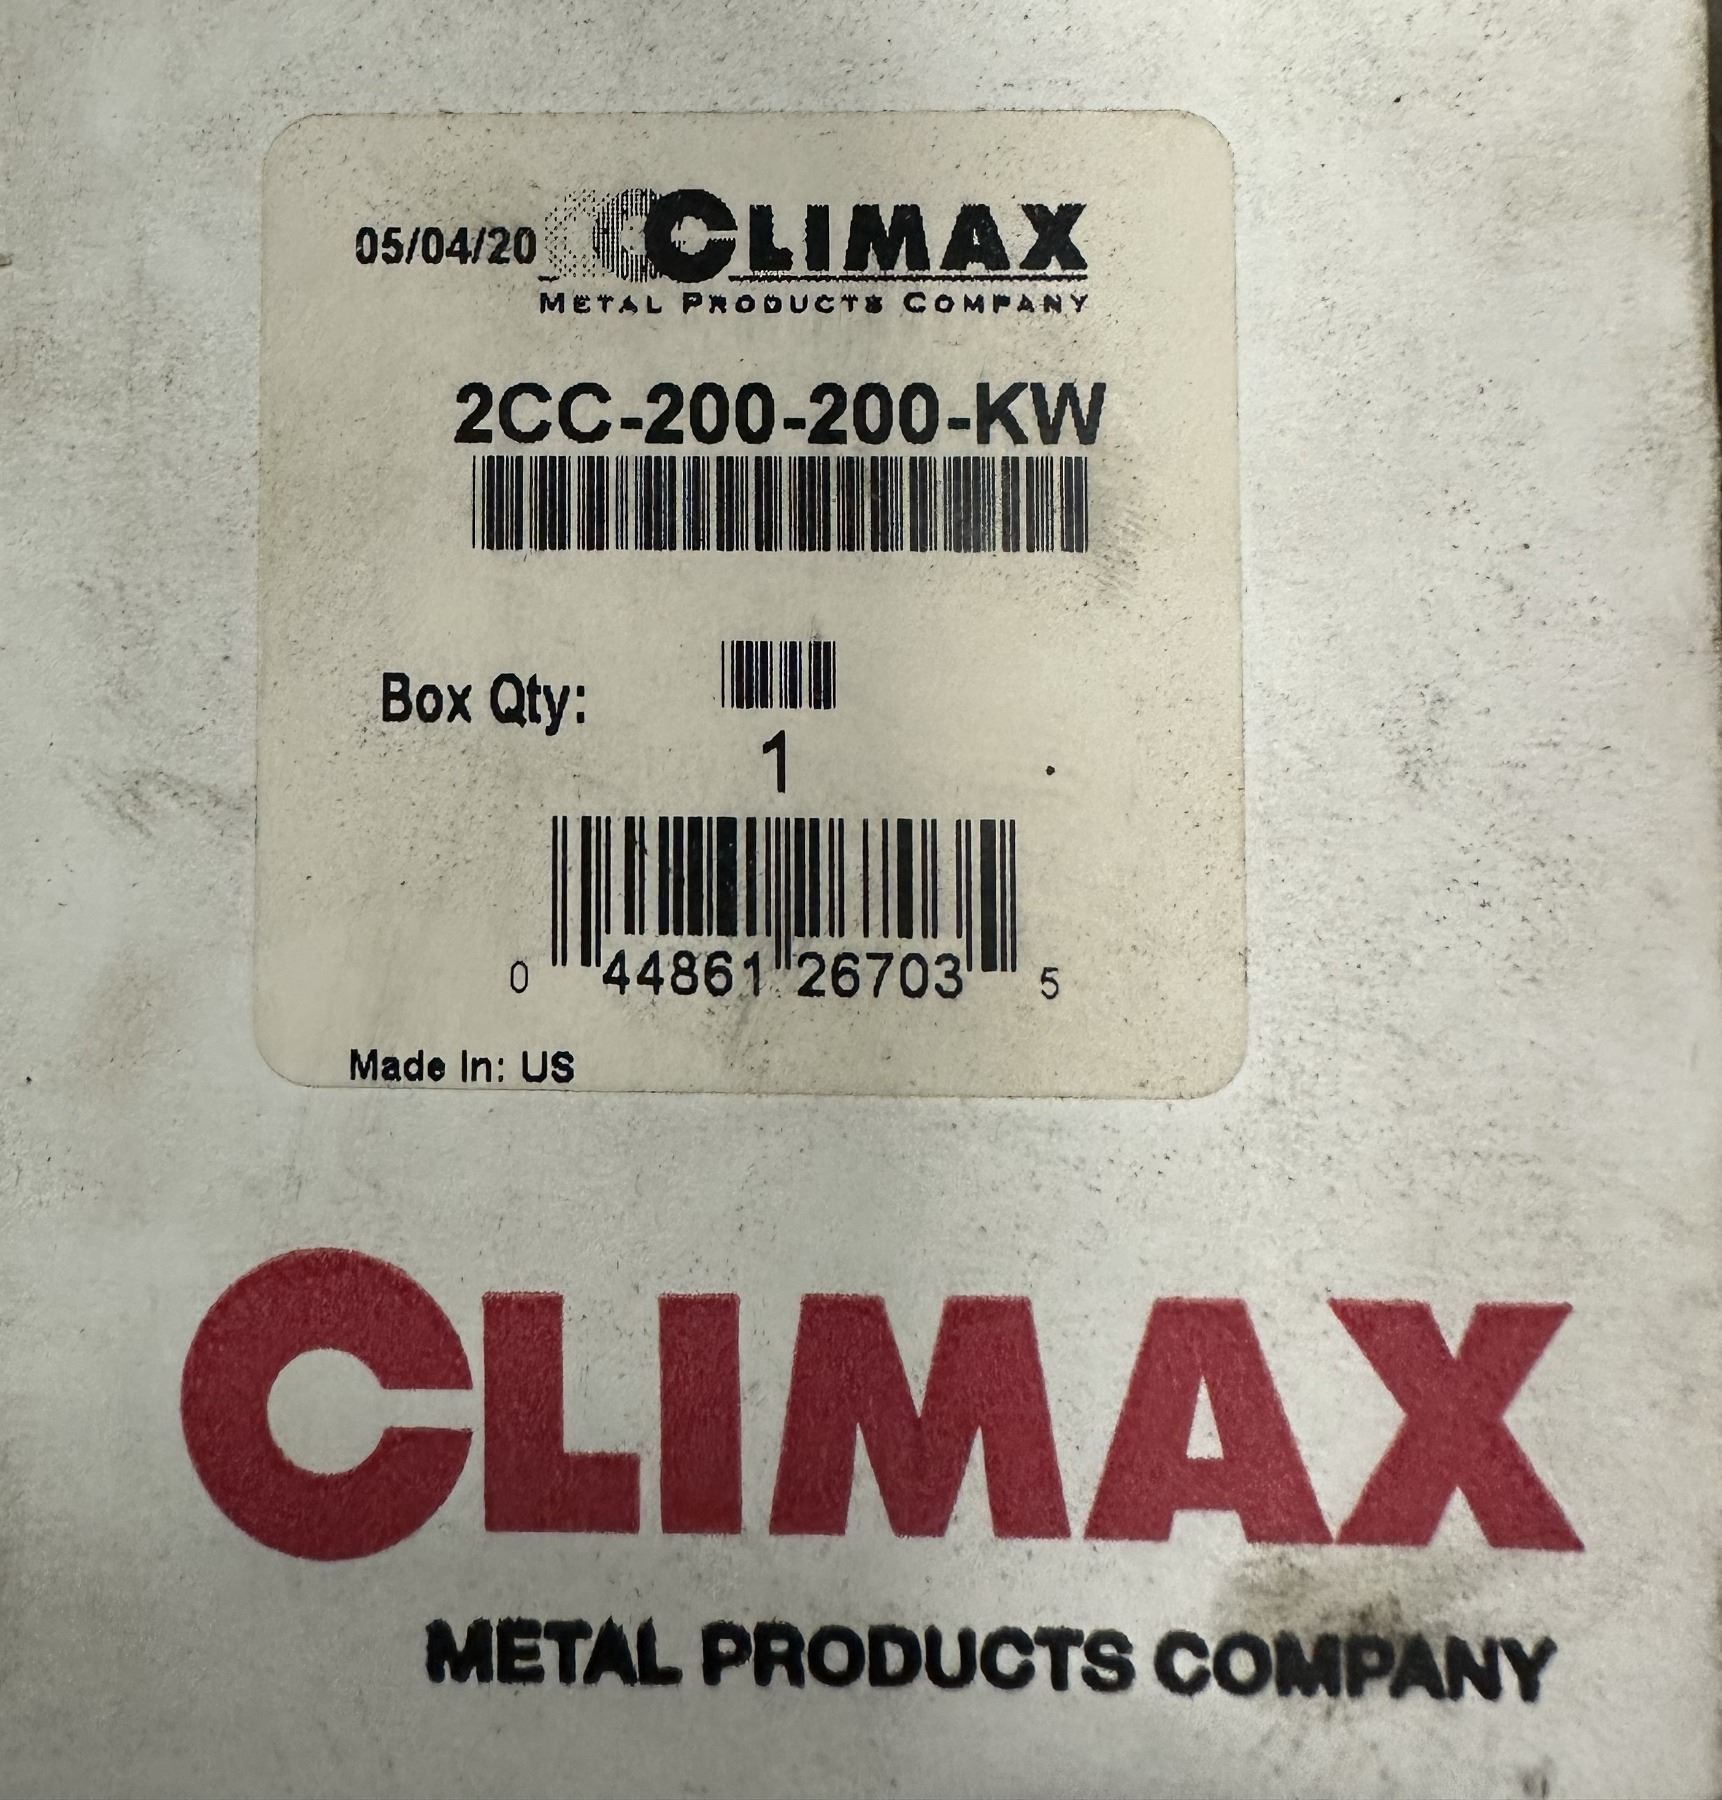 05/04/20 CLIMAX
METAL PRODUCTS COMPANY
2CC-200-200-KW
Box Qty:
1
0 44861 26703 5
Made In: US
CLIMAX
METAL PRODUCTS COMPANY